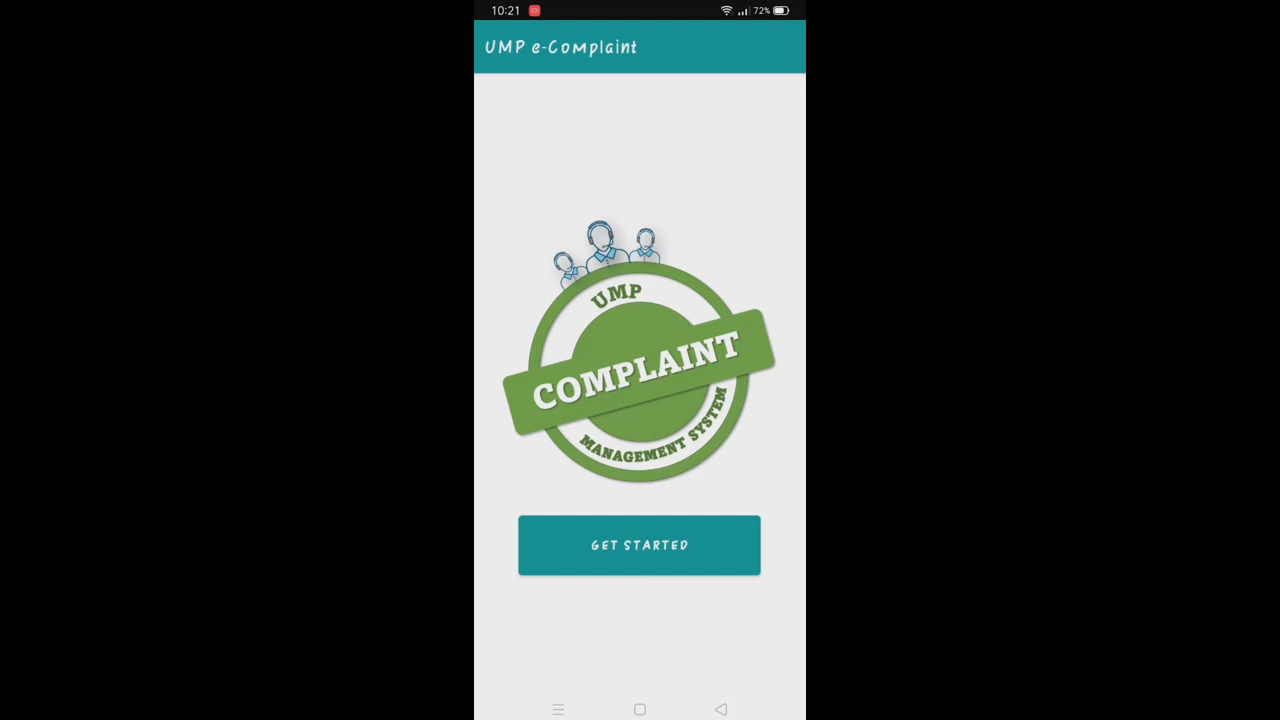 10:21
72%
UMP e-Complaint
UMP
COMPLAINT
MANAGEMENT SYSTEM
GET STARTED